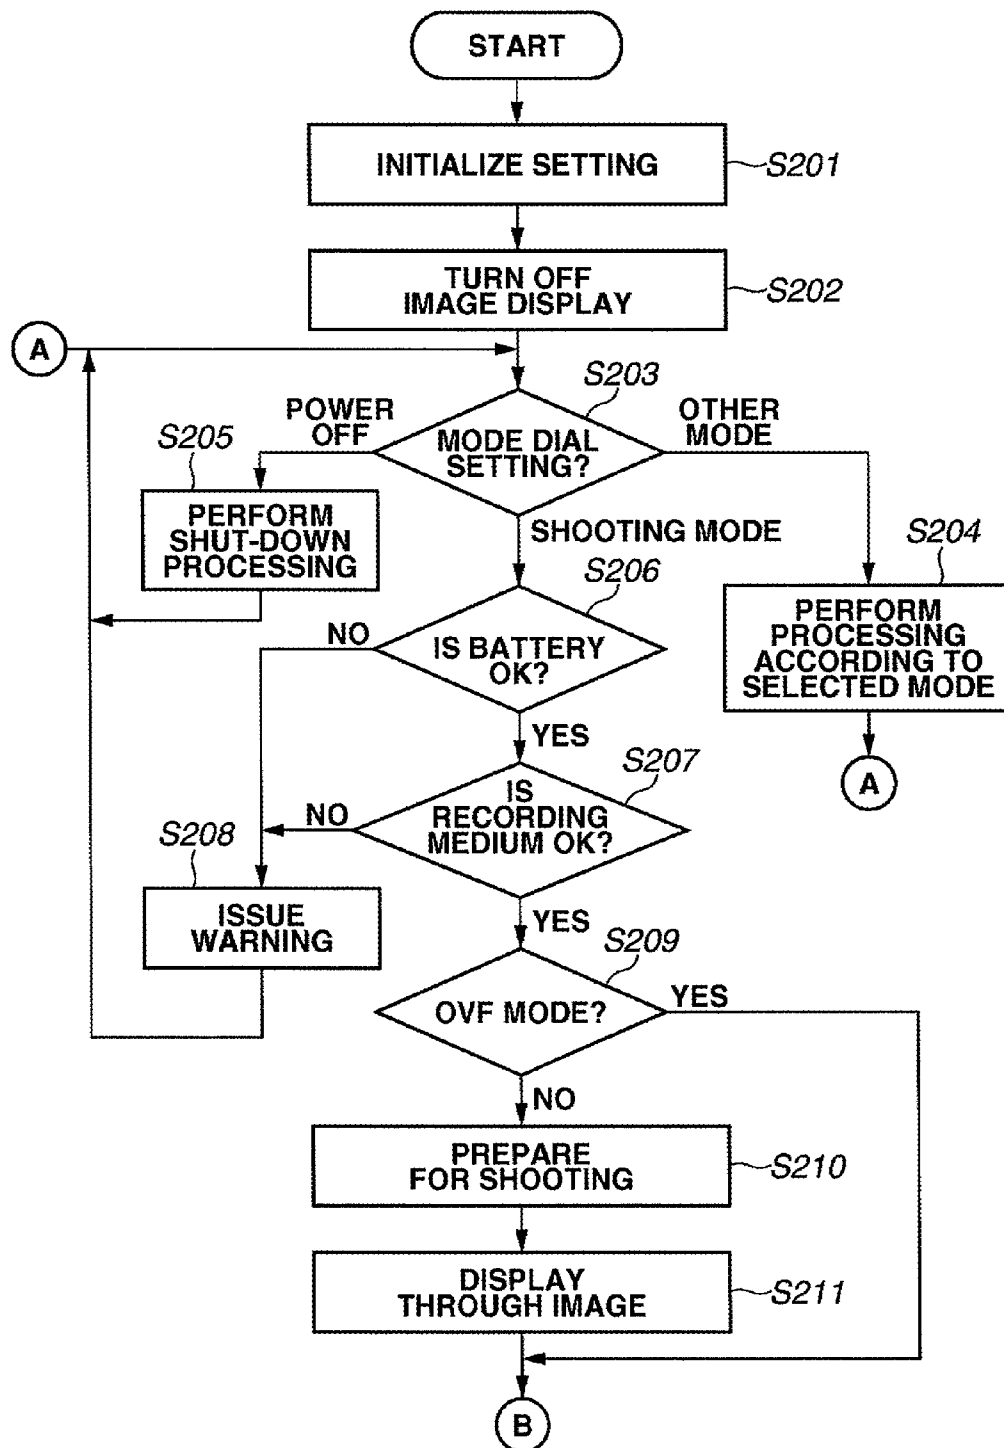 START
INITIALIZE SETTING
S201
TURN OFF
IMAGE DISPLAY
S202
A
S203
POWER
OFF
OTHER
MODE
MODE DIAL
SETTING?
S205
PERFORM
SHUT-DOWN
PROCESSING
SHOOTING MODE
S204
PERFORM
PROCESSING
ACCORDING TO
SELECTED MODE
A
S206
NO
IS BATTERY
OK?
YES
S207
NO
IS
RECORDING
MEDIUM OK?
S208
ISSUE
WARNING
YES
S209
OVF MODE?
YES
NO
PREPARE
FOR SHOOTING
S210
DISPLAY
THROUGH IMAGE
S211
B